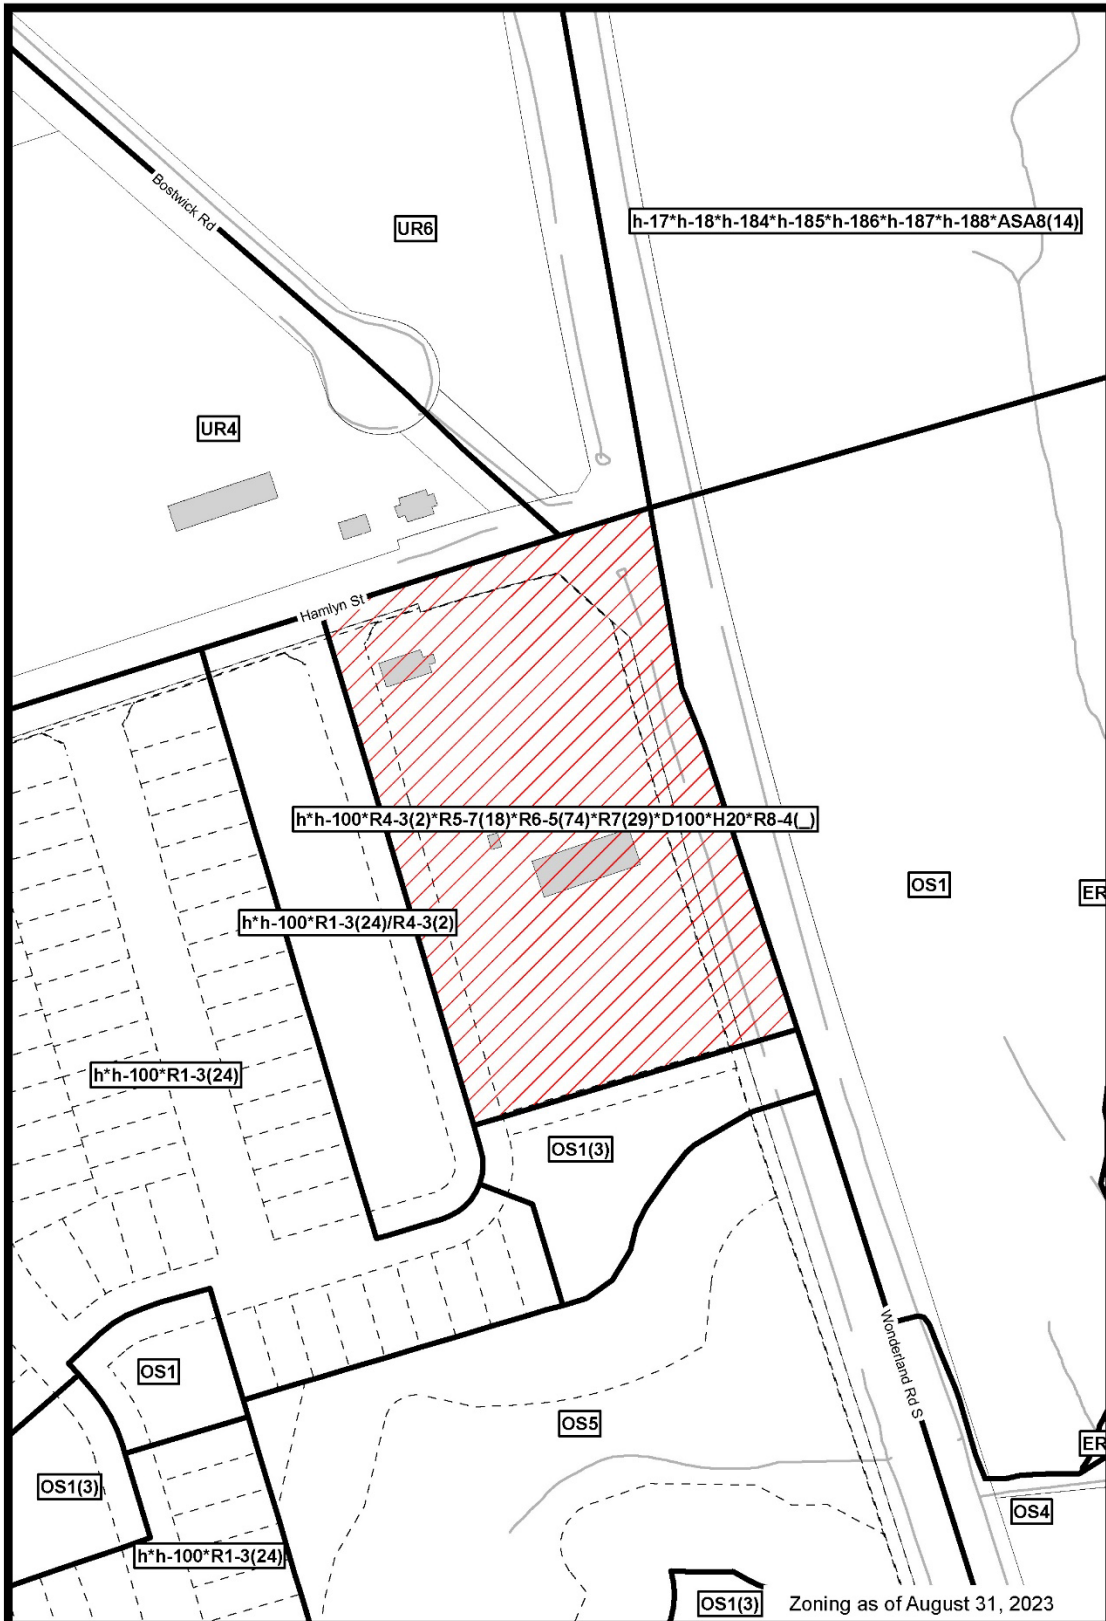 Bostwick Rd
UR6
h-17*h-18*h-184*h-185*h-186*h-187*h-188*ASA8(14)
UR4
Hamlyn St
h*h-100*R4-3(2)*R5-7(18)*R6-5(74)*R7(29)*D100*H20*R8-4(_)
OS1
ER
h*h-100*R1-3(24)/R4-3(2)
h*h-100*R1-3(24)
OS1(3)
Wonderland Rd S
OS1
OS5
ER
OS1(3)
OS4
h*h-100*R1-3(24)
OS1(3)
Zoning as of August 31, 2023